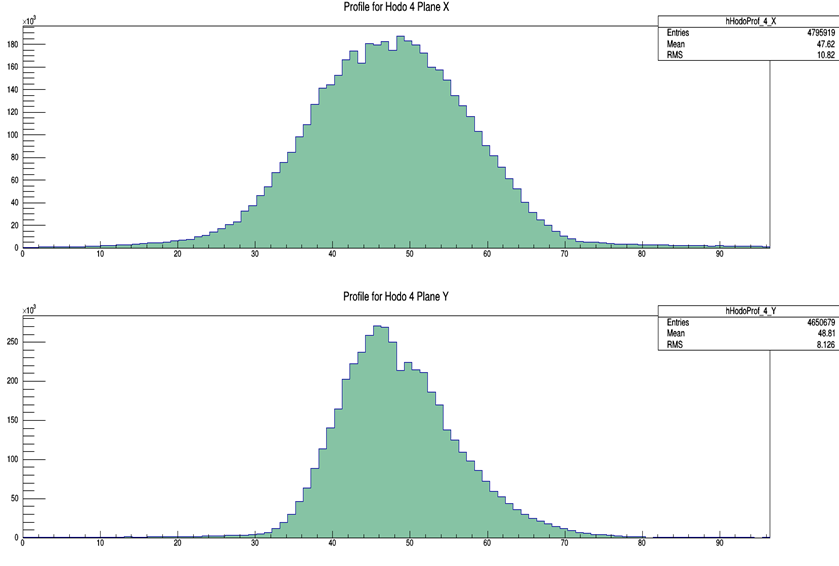 Profile for Hodo 4 Plane X
×10³
hHodoProf_4_X
Entries 4795919
Mean 47.62
RMS 10.82
180
160
140
120
100
80
60
40
20
0
0 10 20 30 40 50 60 70 80 90
Profile for Hodo 4 Plane Y
×10³
hHodoProf_4_Y
Entries 4650679
Mean 48.81
RMS 8.126
250
200
150
100
50
0
0 10 20 30 40 50 60 70 80 90